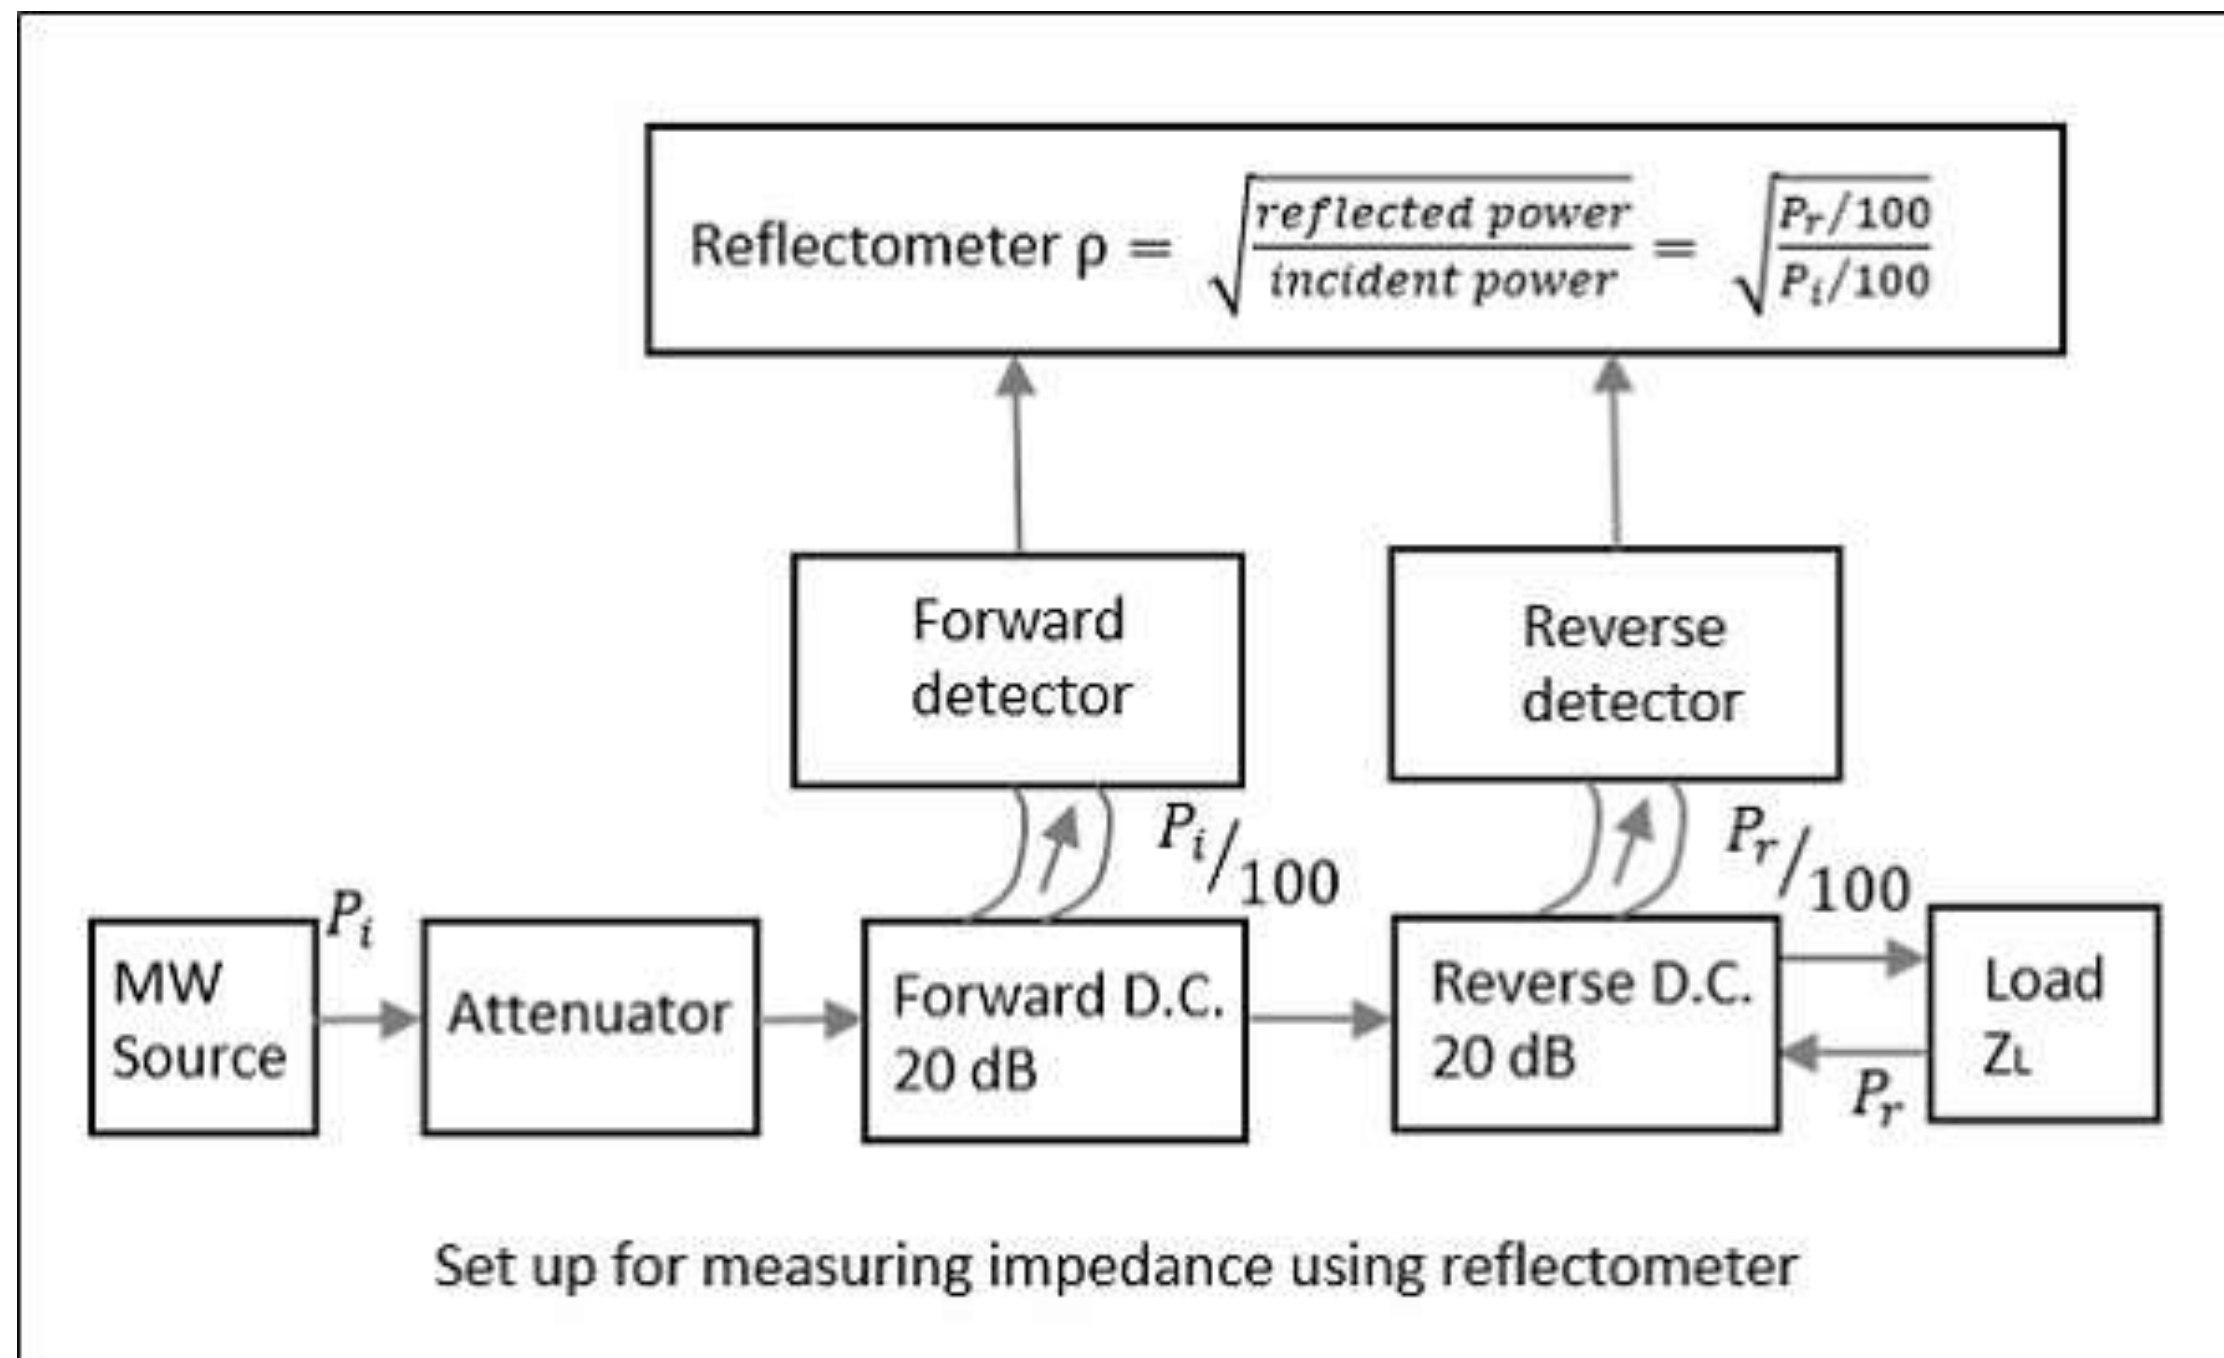 Reflectometer ρ = √(reflected power / incident power) = √(Pᵣ/100 / Pᵢ/100)
Forward
detector
Reverse
detector
Pᵢ/100
Pᵣ/100
Pᵢ
MW
Source
Attenuator
Forward D.C.
20 dB
Reverse D.C.
20 dB
Load
ZL
Pᵣ
Set up for measuring impedance using reflectometer